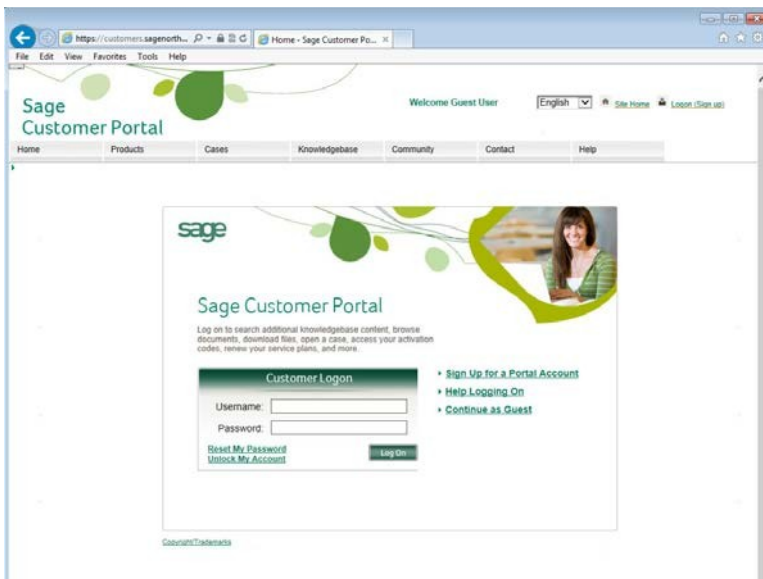 https://customers.sagenorth...
Home - Sage Customer Po...
File Edit View Favorites Tools Help
Sage
Customer Portal
Welcome Guest User
English
Site Home
Logon (Sign up)
Home Products Cases Knowledgebase Community Contact Help
sage
Sage Customer Portal
Log on to search additional knowledgebase content, browse
documents, download files, open a case, access your activation
codes, renew your service plans, and more.
Customer Logon
Username:
Password:
Reset My Password
Unlock My Account
Log On
Sign Up for a Portal Account
Help Logging On
Continue as Guest
Copyright/Trademarks